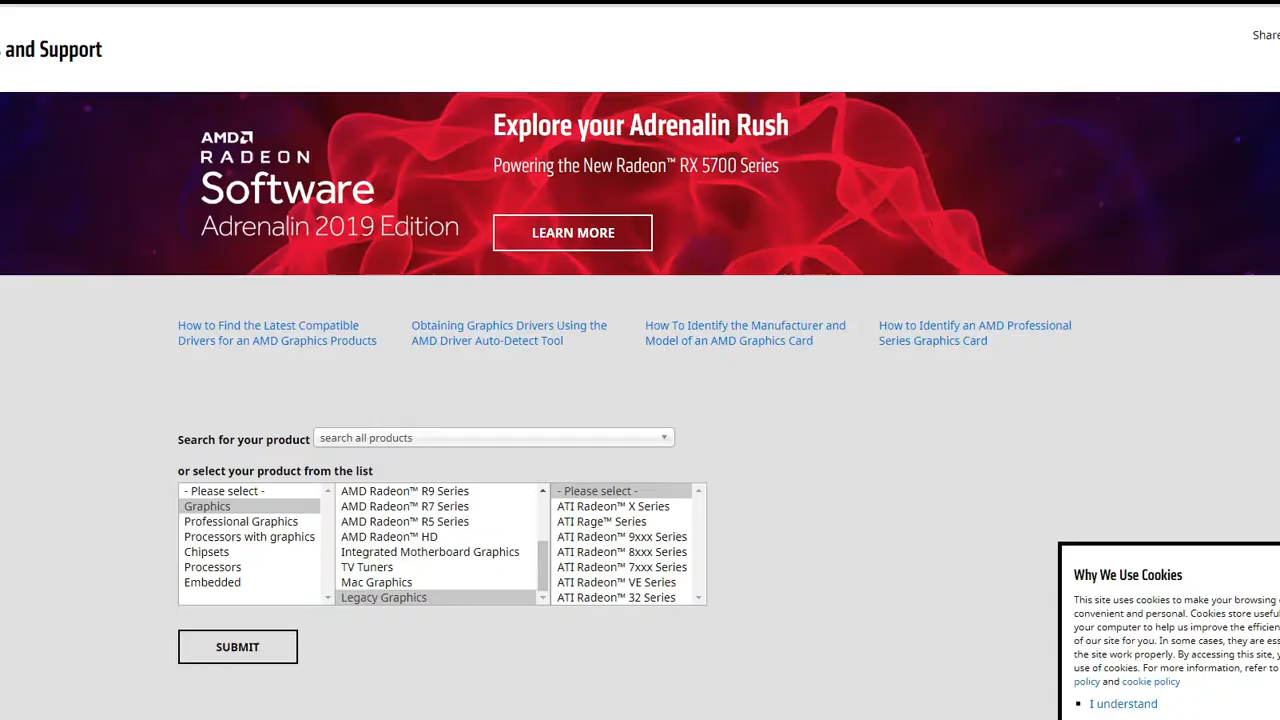 and Support
Share
AMD
RADEON
Software
Adrenalin 2019 Edition
Explore your Adrenalin Rush
Powering the New Radeon™ RX 5700 Series
LEARN MORE
How to Find the Latest Compatible
Drivers for an AMD Graphics Products
Obtaining Graphics Drivers Using the
AMD Driver Auto-Detect Tool
How To Identify the Manufacturer and
Model of an AMD Graphics Card
How to Identify an AMD Professional
Series Graphics Card
Search for your product
search all products
or select your product from the list
- Please select -
Graphics
Professional Graphics
Processors with graphics
Chipsets
Processors
Embedded
AMD Radeon™ R9 Series
AMD Radeon™ R7 Series
AMD Radeon™ R5 Series
AMD Radeon™ HD
Integrated Motherboard Graphics
TV Tuners
Mac Graphics
Legacy Graphics
- Please select -
ATI Radeon™ X Series
ATI Rage™ Series
ATI Radeon™ 9xxx Series
ATI Radeon™ 8xxx Series
ATI Radeon™ 7xxx Series
ATI Radeon™ VE Series
ATI Radeon™ 32 Series
SUBMIT
Why We Use Cookies
This site uses cookies to make your browsing
convenient and personal. Cookies store useful
your computer to help us improve the efficien
of our site for you. In some cases, they are ess
the site work properly. By accessing this site, y
use of cookies. For more information, refer to
policy and cookie policy
I understand